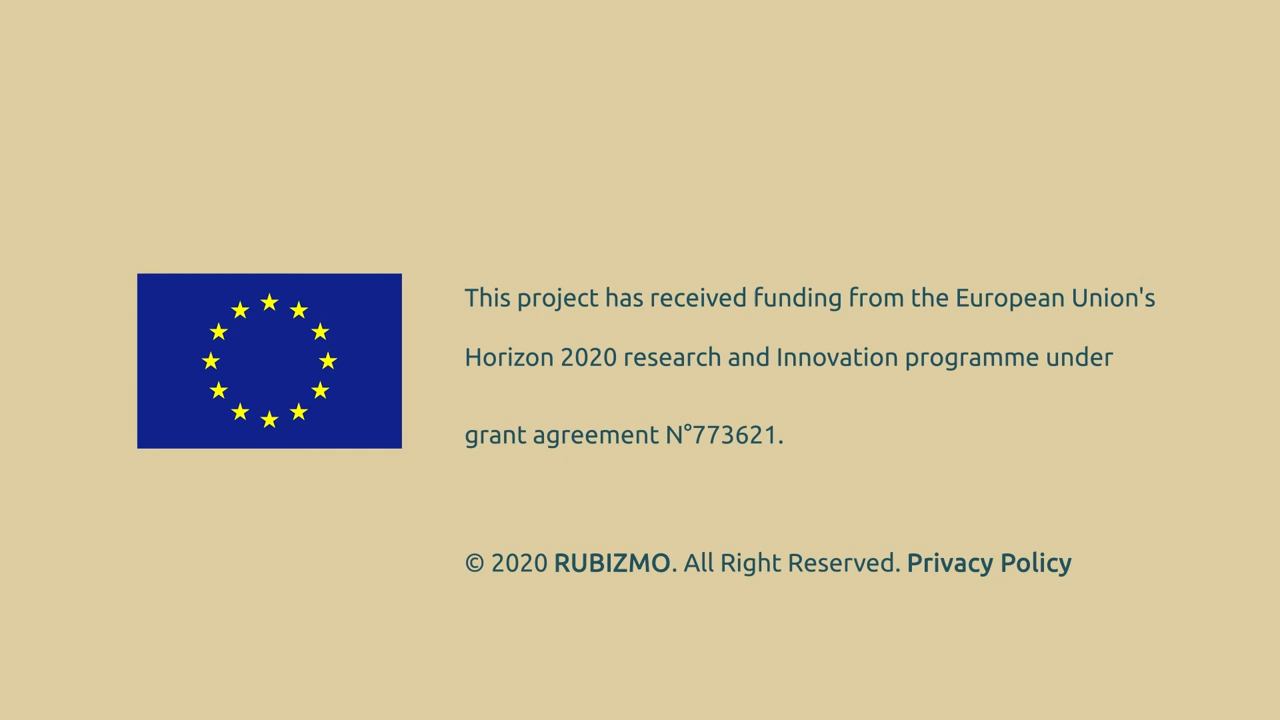 This project has received funding from the European Union's
Horizon 2020 research and Innovation programme under
grant agreement N°773621.
© 2020 RUBIZMO. All Right Reserved. Privacy Policy